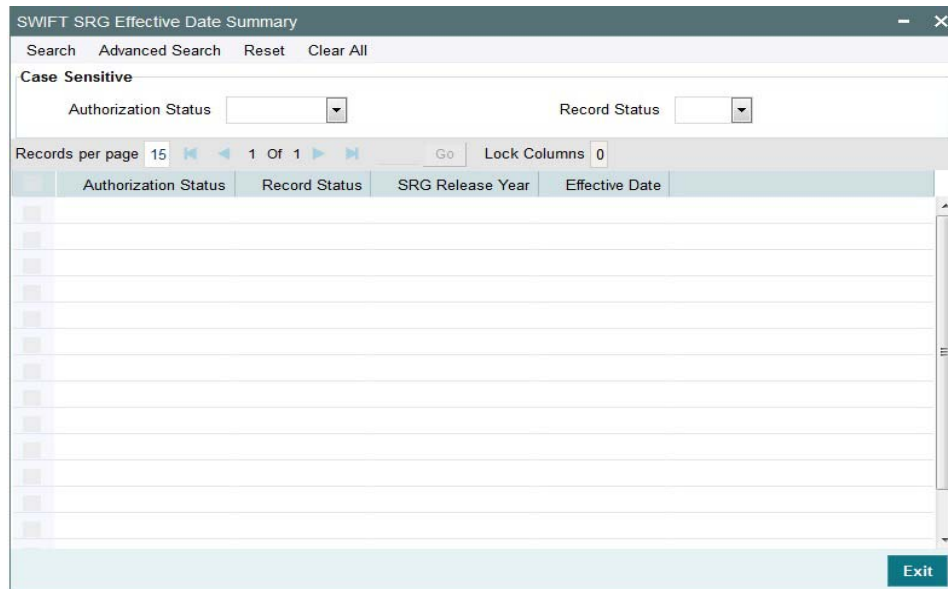 SWIFT SRG Effective Date Summary
Search Advanced Search Reset Clear All
Case Sensitive
Authorization Status Record Status
Records per page 15 1 Of 1 Go Lock Columns 0
Authorization Status Record Status SRG Release Year Effective Date
Exit